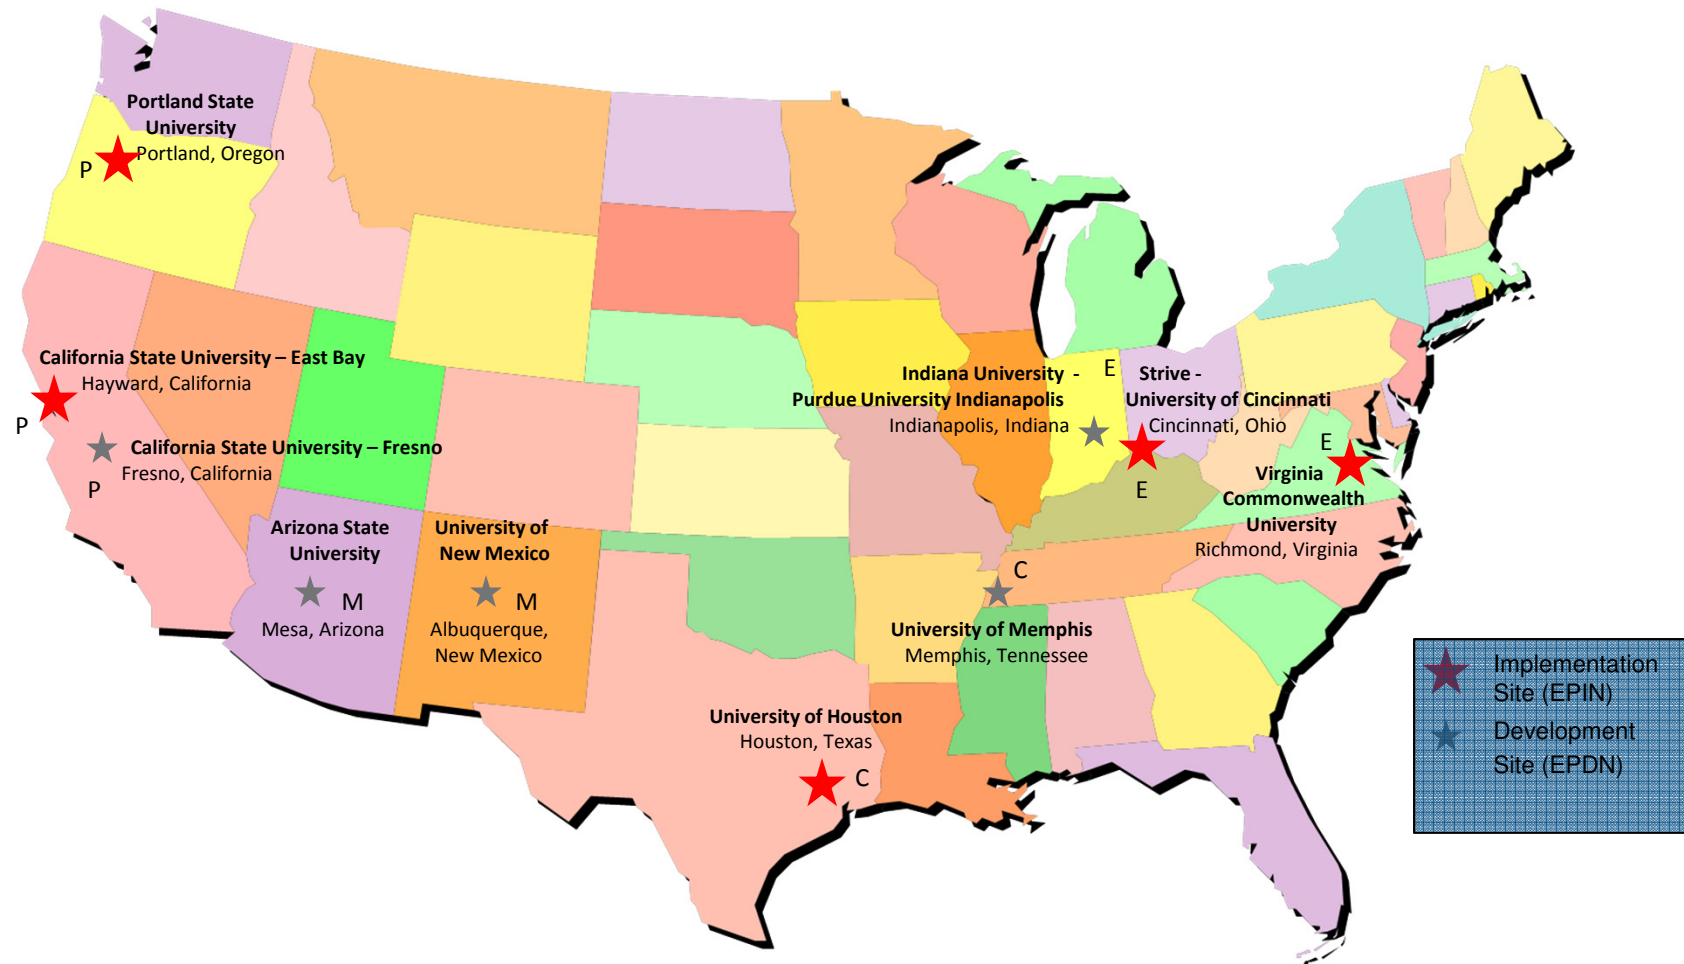 Portland State
University
Portland, Oregon
P
California State University – East Bay
Hayward, California
P
California State University – Fresno
Fresno, California
P
Arizona State
University
M
Mesa, Arizona
University of
New Mexico
M
Albuquerque,
New Mexico
Indiana University -
Purdue University Indianapolis
Indianapolis, Indiana
E
Strive -
University of Cincinnati
Cincinnati, Ohio
E
E
Virginia
Commonwealth
University
Richmond, Virginia
C
University of Memphis
Memphis, Tennessee
University of Houston
Houston, Texas
C
Implementation
Site (EPIN)
Development
Site (EPDN)